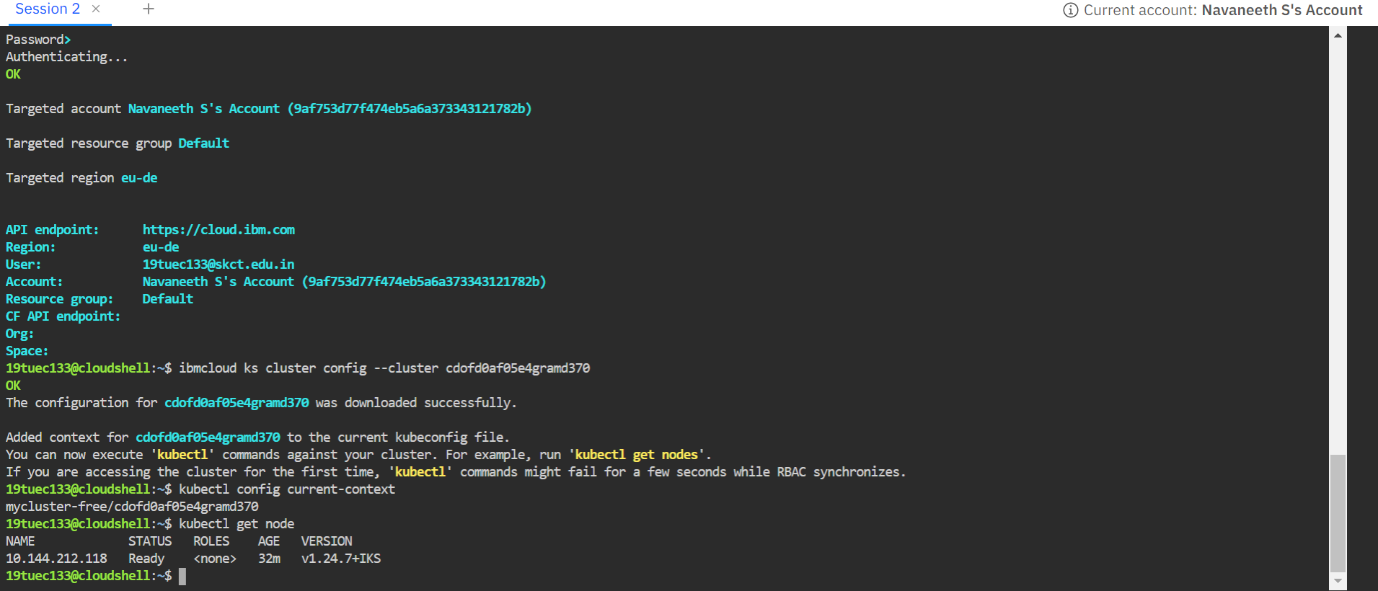 Session 2 × +
Current account: Navaneeth S's Account
Password>
Authenticating...
OK
Targeted account Navaneeth S's Account (9af753d77f474eb5a6a373343121782b)
Targeted resource group Default
Targeted region eu-de
API endpoint: https://cloud.ibm.com
Region: eu-de
User: 19tuec133@skct.edu.in
Account: Navaneeth S's Account (9af753d77f474eb5a6a373343121782b)
Resource group: Default
CF API endpoint:
Org:
Space:
19tuec133@cloudshell:~$ ibmcloud ks cluster config --cluster cdofd0af05e4gramd370
OK
The configuration for cdofd0af05e4gramd370 was downloaded successfully.
Added context for cdofd0af05e4gramd370 to the current kubeconfig file.
You can now execute 'kubectl' commands against your cluster. For example, run 'kubectl get nodes'.
If you are accessing the cluster for the first time, 'kubectl' commands might fail for a few seconds while RBAC synchronizes.
19tuec133@cloudshell:~$ kubectl config current-context
mycluster-free/cdofd0af05e4gramd370
19tuec133@cloudshell:~$ kubectl get node
NAME STATUS ROLES AGE VERSION
10.144.212.118 Ready <none> 32m v1.24.7+IKS
19tuec133@cloudshell:~$